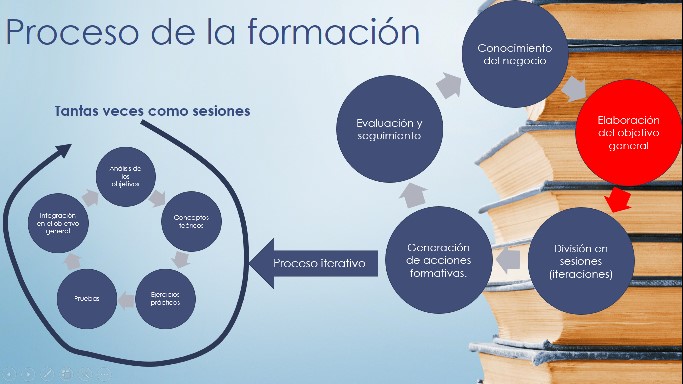 Proceso de la formación
Conocimiento
del negocio
Tantas veces como sesiones
Evaluación y
seguimiento
Elaboración
del objetivo
general
Análisis de
los
objetivos
Integración
en el objetivo
general
Conceptos
teóricos
Proceso iterativo
Generación
de acciones
formativas.
División en
sesiones
(iteraciones)
Pruebas
Ejercicios
prácticos